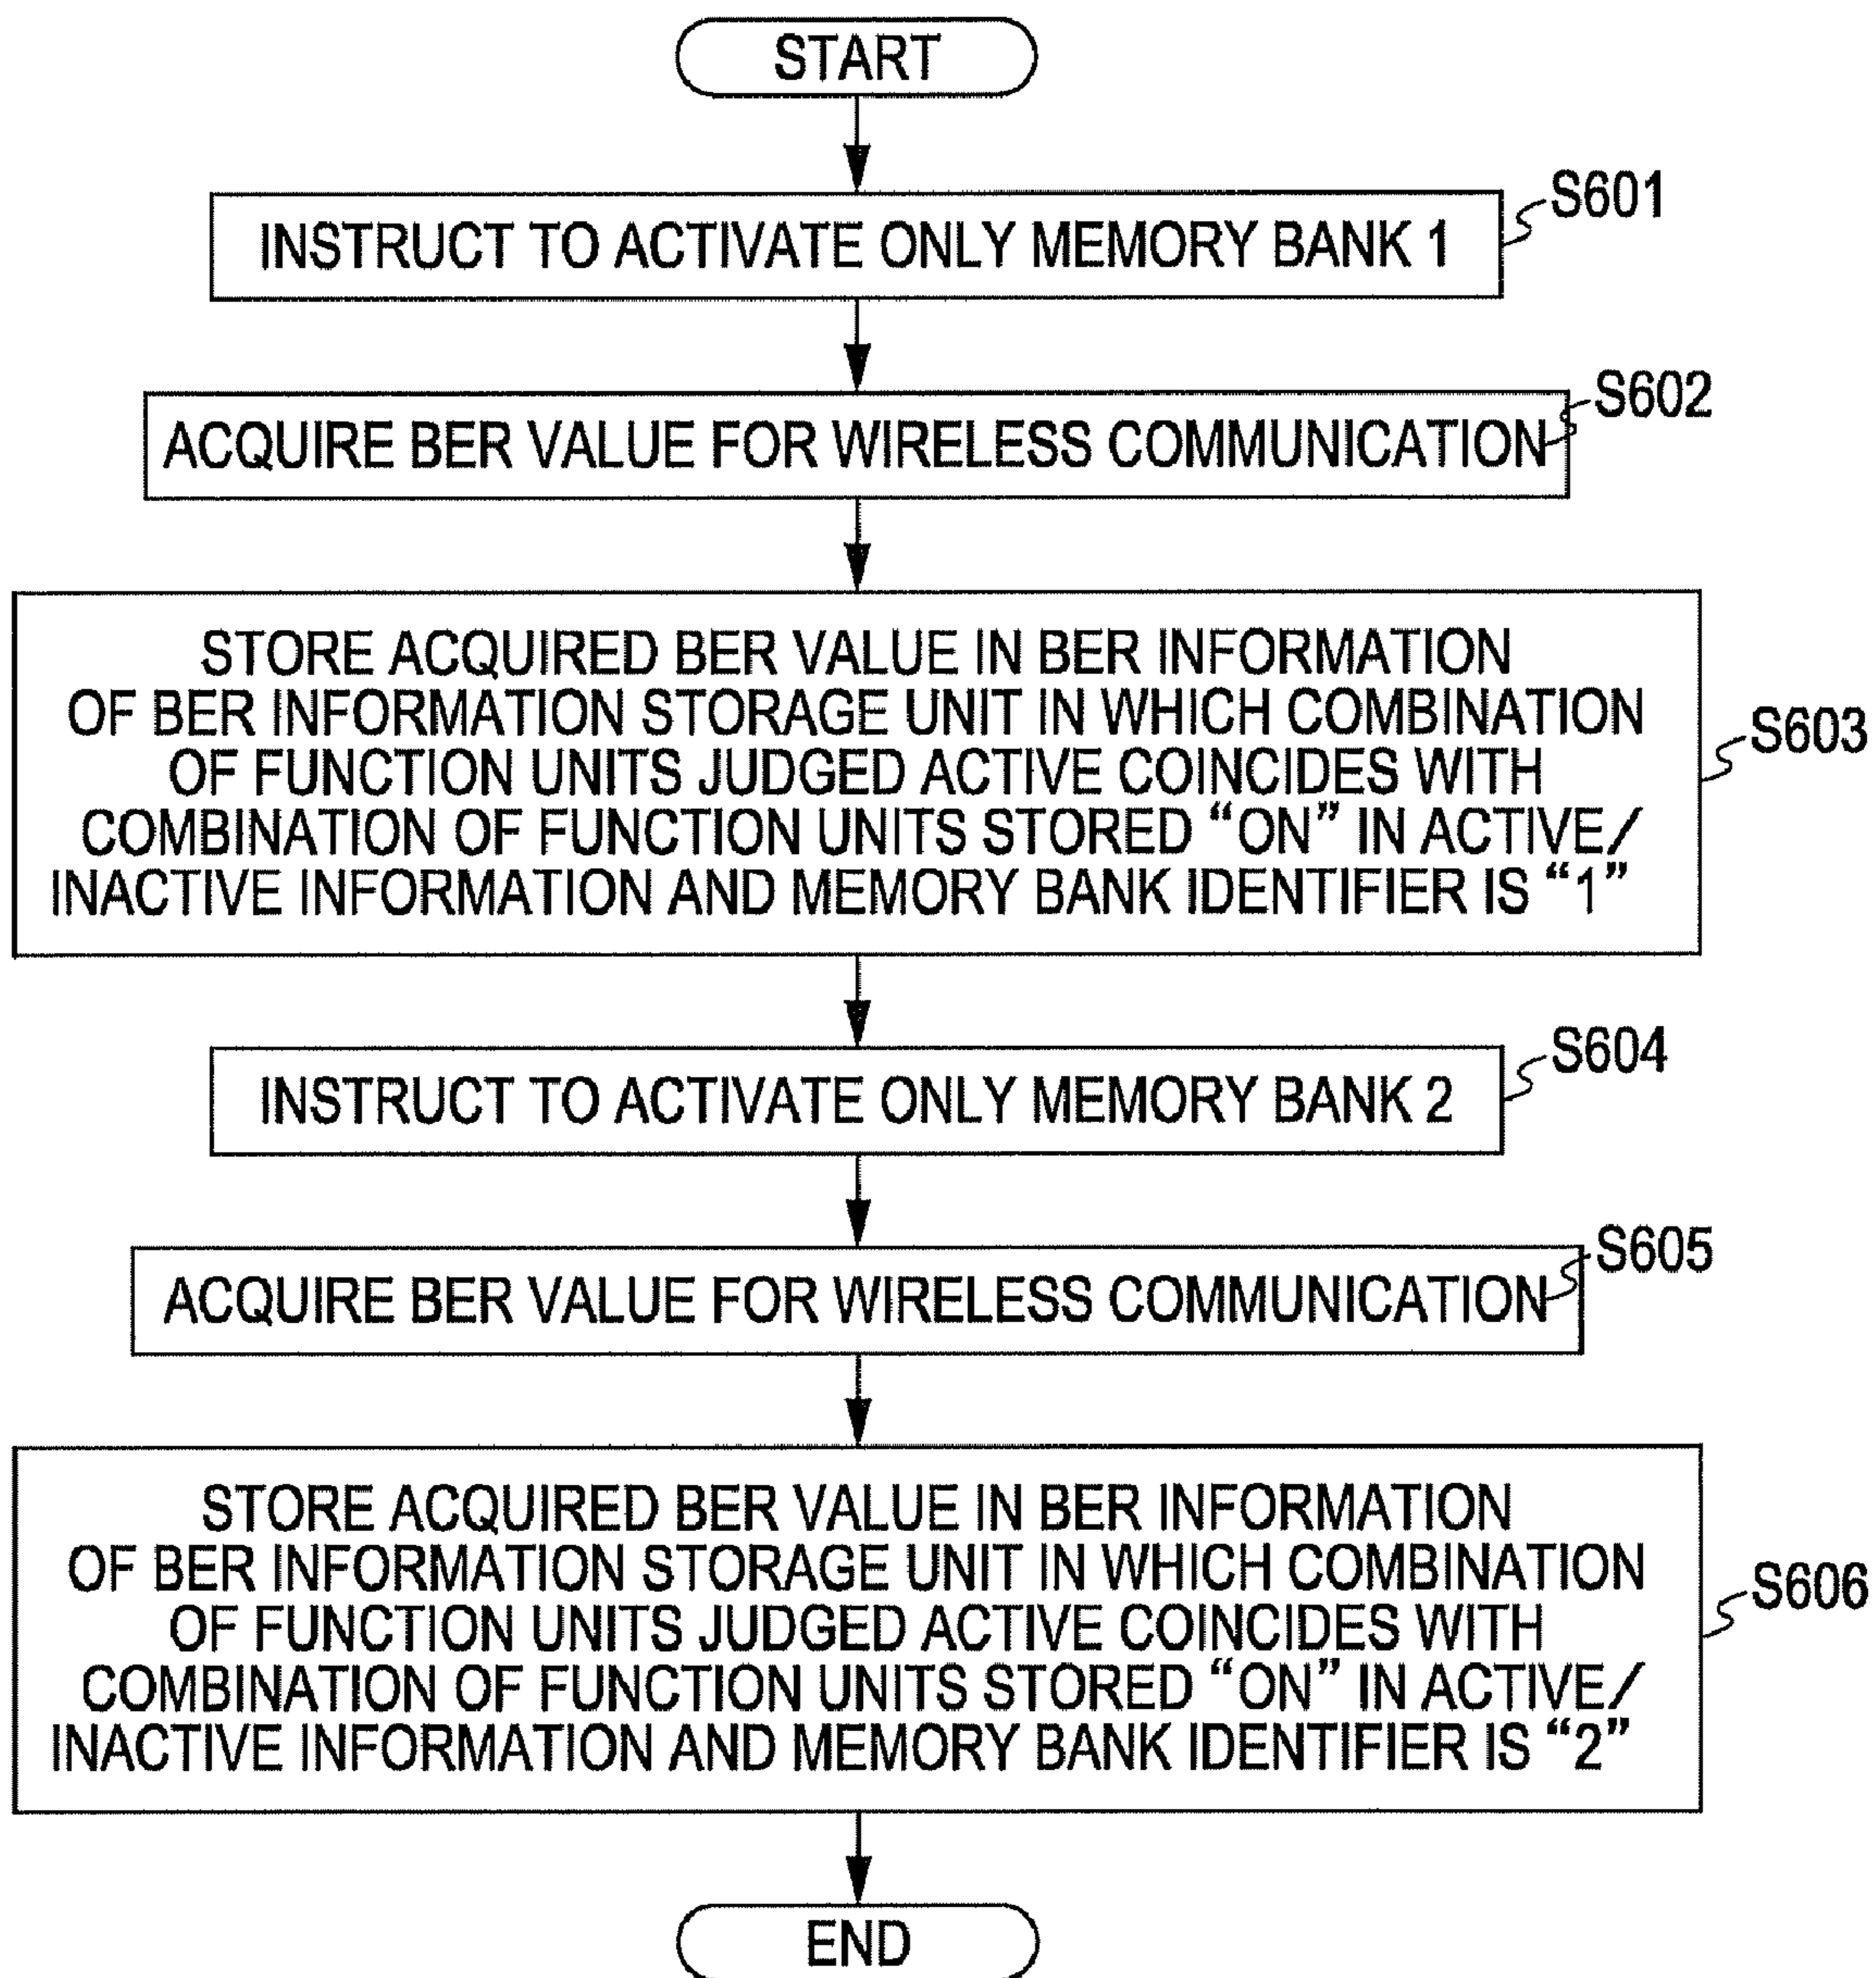 START
INSTRUCT TO ACTIVATE ONLY MEMORY BANK 1
S601
ACQUIRE BER VALUE FOR WIRELESS COMMUNICATION
S602
STORE ACQUIRED BER VALUE IN BER INFORMATION
OF BER INFORMATION STORAGE UNIT IN WHICH COMBINATION
OF FUNCTION UNITS JUDGED ACTIVE COINCIDES WITH
COMBINATION OF FUNCTION UNITS STORED “ON” IN ACTIVE/
INACTIVE INFORMATION AND MEMORY BANK IDENTIFIER IS “1”
S603
INSTRUCT TO ACTIVATE ONLY MEMORY BANK 2
S604
ACQUIRE BER VALUE FOR WIRELESS COMMUNICATION
S605
STORE ACQUIRED BER VALUE IN BER INFORMATION
OF BER INFORMATION STORAGE UNIT IN WHICH COMBINATION
OF FUNCTION UNITS JUDGED ACTIVE COINCIDES WITH
COMBINATION OF FUNCTION UNITS STORED “ON” IN ACTIVE/
INACTIVE INFORMATION AND MEMORY BANK IDENTIFIER IS “2”
S606
END